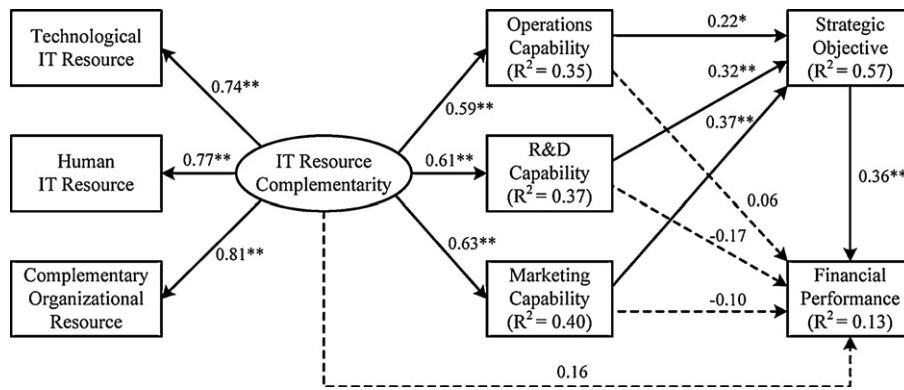 Technological
IT Resource
Human
IT Resource
Complementary
Organizational
Resource
0.74**
0.77**
0.81**
IT Resource
Complementarity
0.59**
0.61**
0.63**
Operations
Capability
(R² = 0.35)
R&D
Capability
(R² = 0.37)
Marketing
Capability
(R² = 0.40)
0.22*
0.32**
0.37**
0.06
-0.17
-0.10
0.16
Strategic
Objective
(R² = 0.57)
0.36**
Financial
Performance
(R² = 0.13)